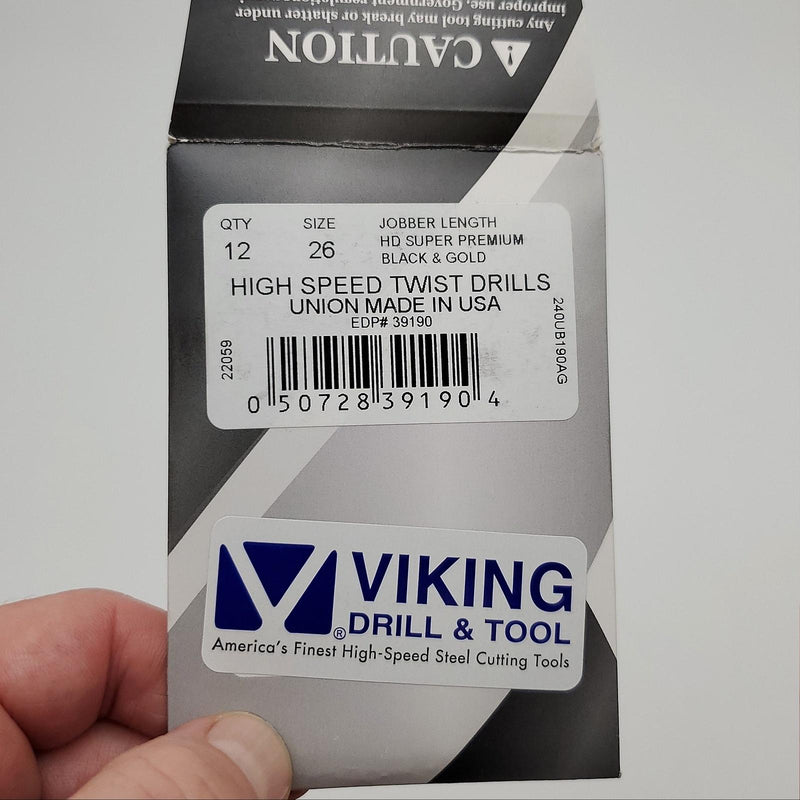 improper use. Government regulations
Any cutting tool may break or shatter under
CAUTION
QTY SIZE JOBBER LENGTH
12 26 HD SUPER PREMIUM
BLACK & GOLD
HIGH SPEED TWIST DRILLS
UNION MADE IN USA
EDP# 39190
22059
240UB190AG
0 50728 39190 4
VIKING
® DRILL & TOOL
America's Finest High-Speed Steel Cutting Tools